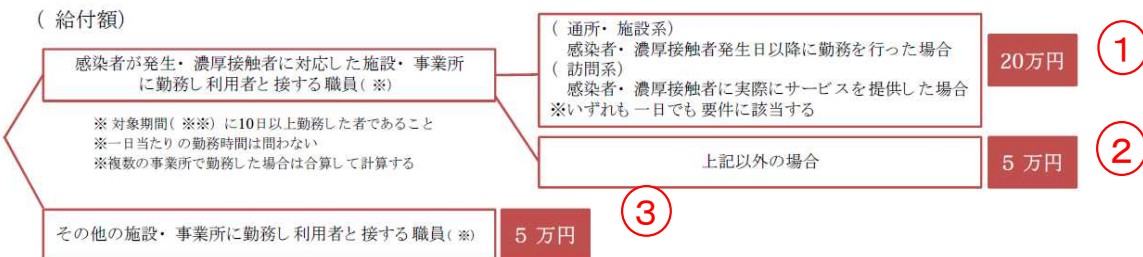 ( 給付額)
感染者が発生・濃厚接触者に対応した施設・事業所
に勤務し利用者と接する職員(※)
※対象期間(※※)に10日以上勤務した者であること
※一日当たりの勤務時間は問わない
※複数の事業所で勤務した場合は合算して計算する
( 通所・施設系)
感染者・濃厚接触者発生日以降に勤務を行った場合
( 訪問系)
感染者・濃厚接触者に実際にサービスを提供した場合
※いずれも一日でも要件に該当する
20万円
①
上記以外の場合
5 万円
②
その他の施設・事業所に勤務し利用者と接する職員(※)
5 万円
③